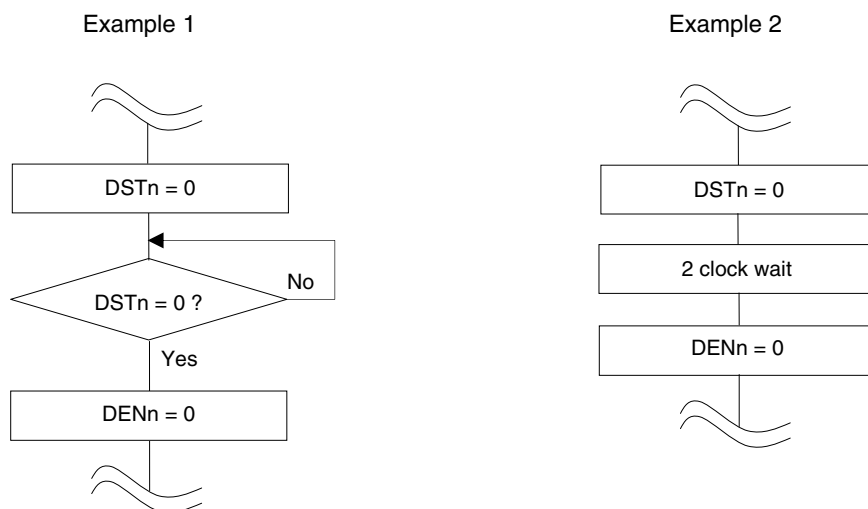 Example 1
DSTn = 0
DSTn = 0 ?
No
Yes
DENn = 0
Example 2
DSTn = 0
2 clock wait
DENn = 0